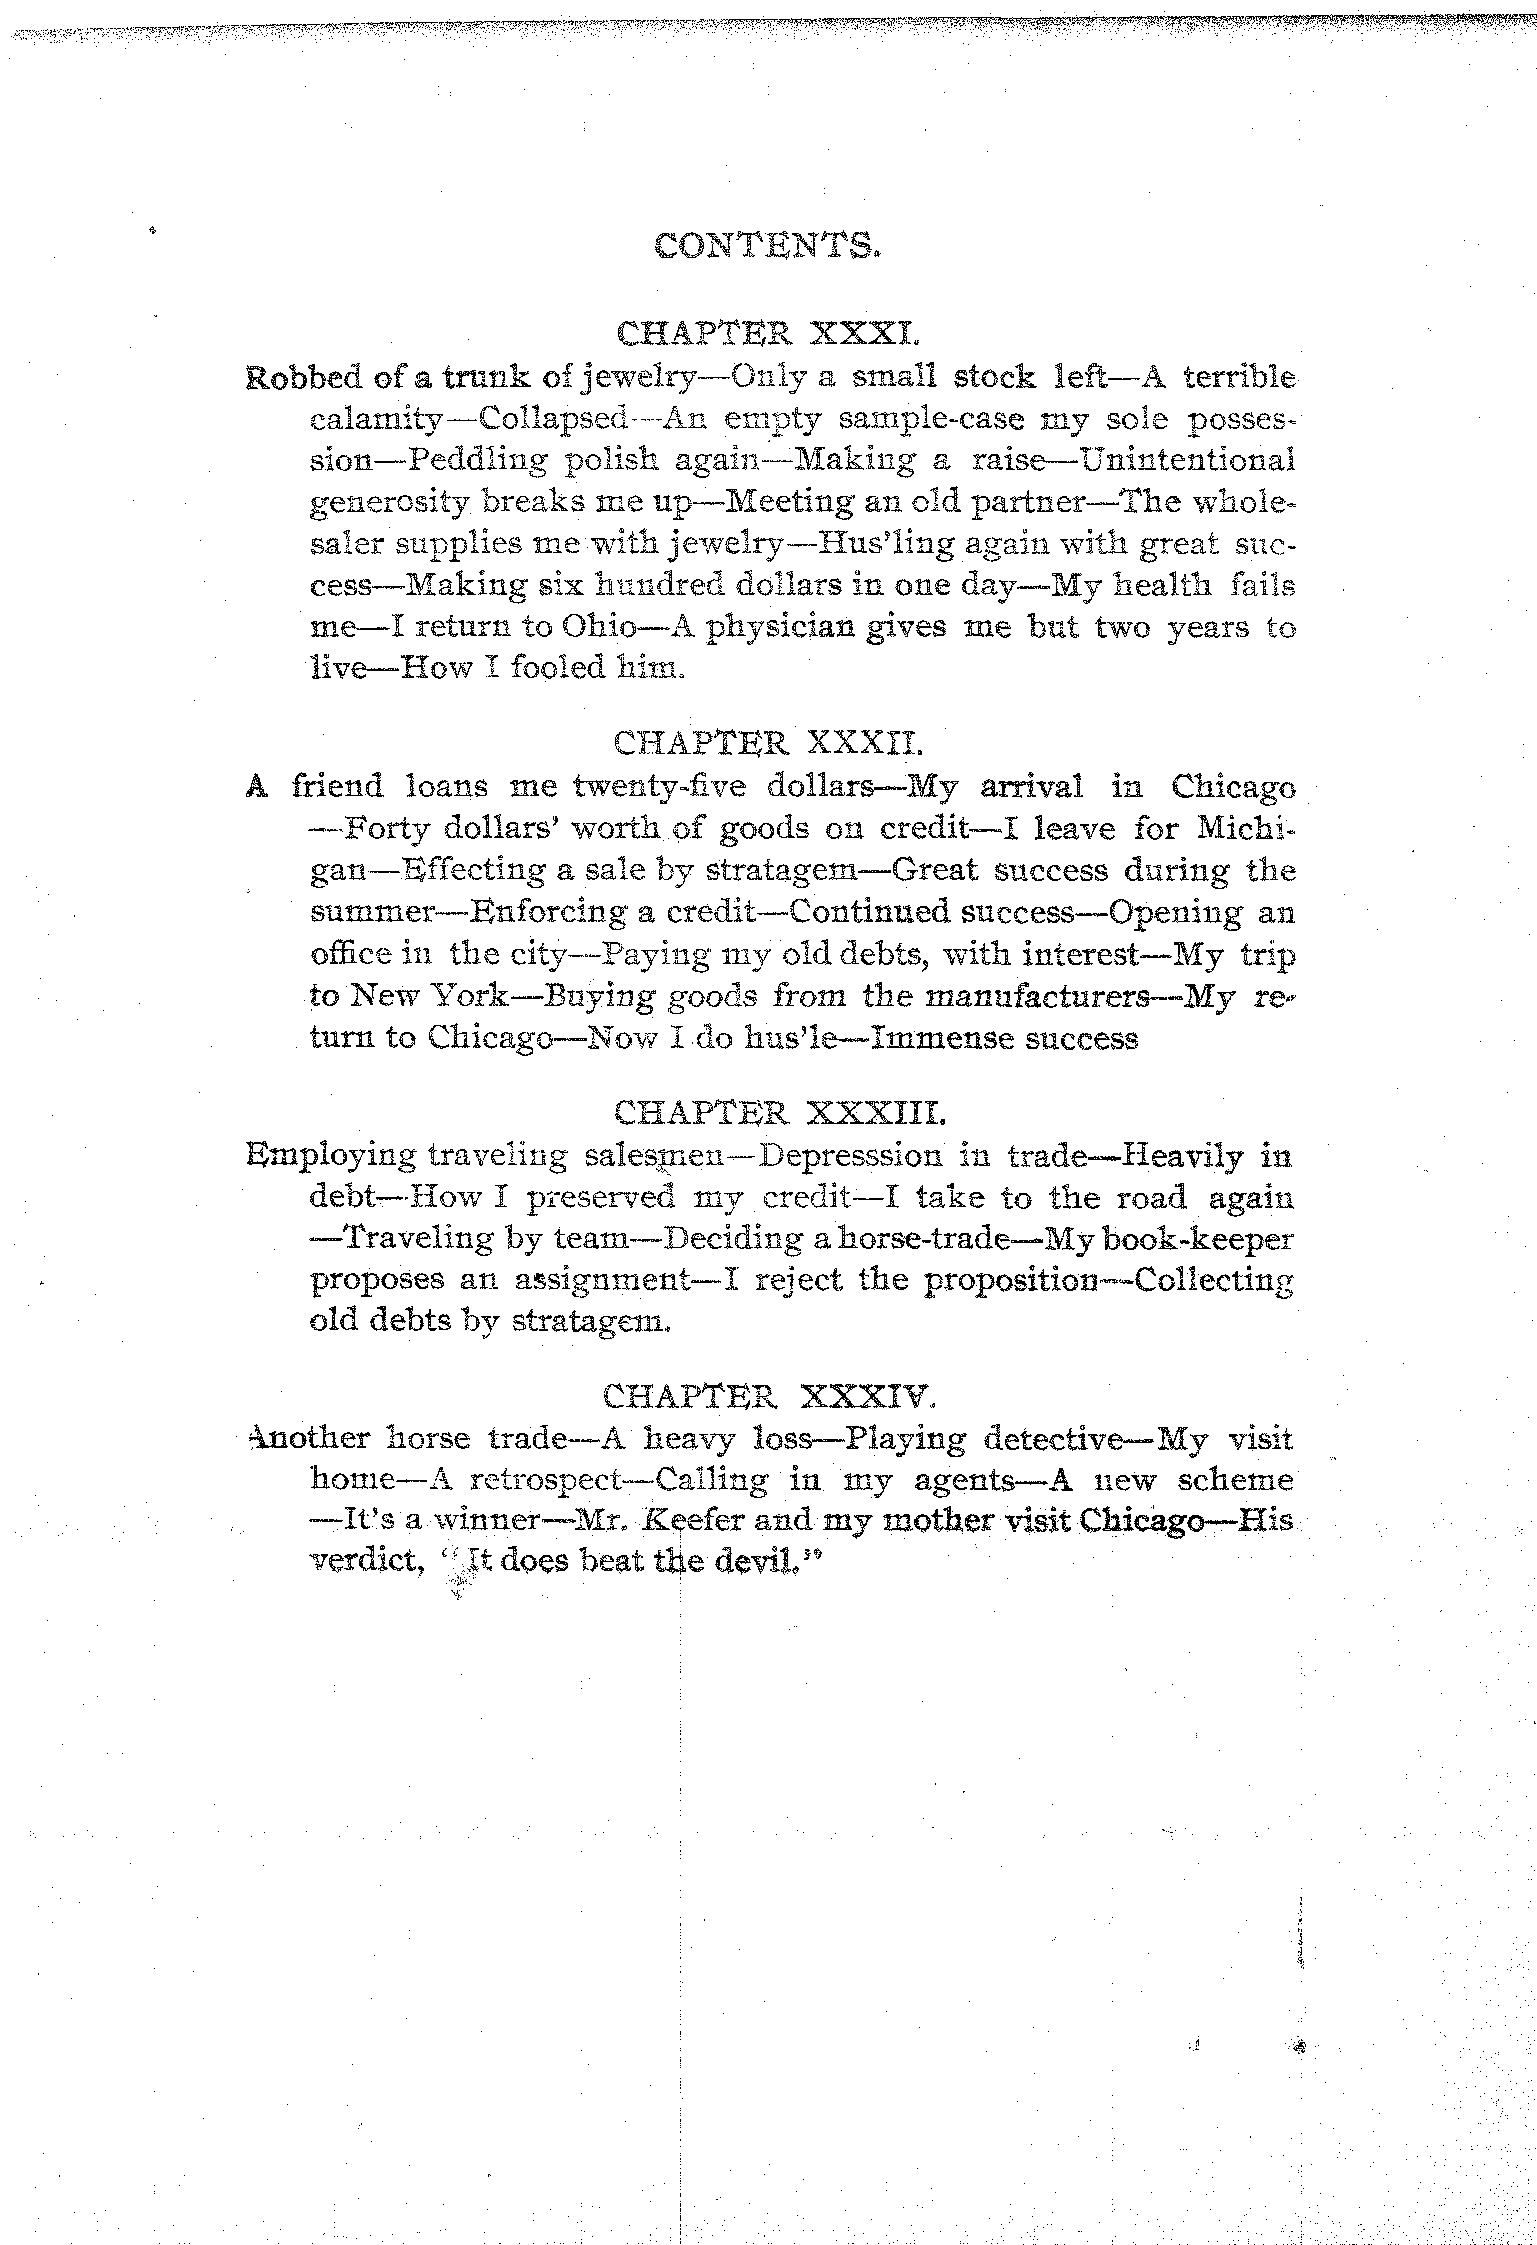 CONTENTS.
CHAPTER XXXI.
Robbed of a trunk of jewelry—Only a small stock left—A terrible
calamity—Collapsed—An empty sample-case my sole posses-
sion—Peddling polish again—Making a raise—Unintentional
generosity breaks me up—Meeting an old partner—The whole-
saler supplies me with jewelry—Hus'ling again with great suc-
cess—Making six hundred dollars in one day—My health fails
me—I return to Ohio—A physician gives me but two years to
live—How I fooled him.
CHAPTER XXXII.
A friend loans me twenty-five dollars—My arrival in Chicago
—Forty dollars' worth of goods on credit—I leave for Michi-
gan—Effecting a sale by stratagem—Great success during the
summer—Enforcing a credit—Continued success—Opening an
office in the city—Paying my old debts, with interest—My trip
to New York—Buying goods from the manufacturers—My re-
turn to Chicago—Now I do hus'le—Immense success
CHAPTER XXXIII.
Employing traveling salesmen—Depresssion in trade—Heavily in
debt—How I preserved my credit—I take to the road again
—Traveling by team—Deciding a horse-trade—My book-keeper
proposes an assignment—I reject the proposition—Collecting
old debts by stratagem.
CHAPTER XXXIV.
Another horse trade—A heavy loss—Playing detective—My visit
home—A retrospect—Calling in my agents—A new scheme
—It's a winner—Mr. Keefer and my mother visit Chicago—His
verdict, "It does beat the devil."